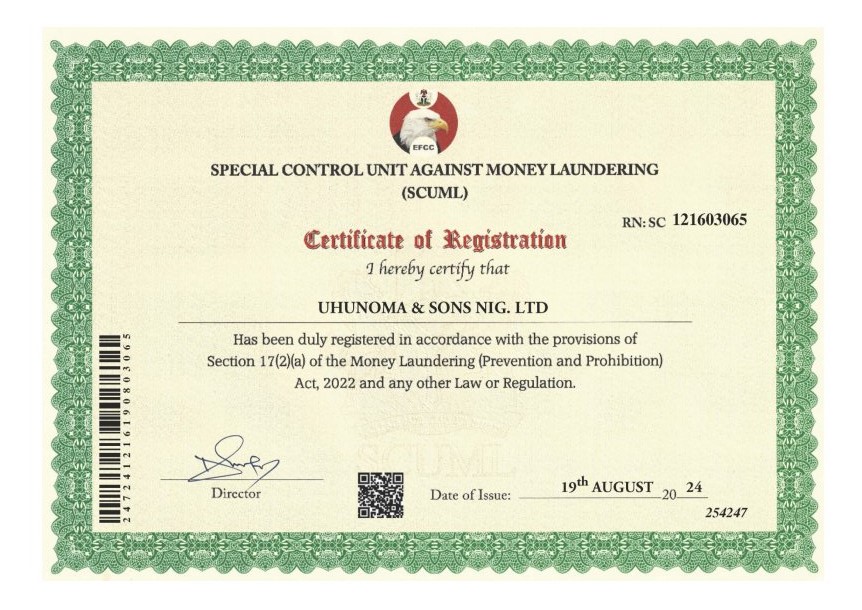 EFCC
SPECIAL CONTROL UNIT AGAINST MONEY LAUNDERING
(SCUML)
RN: SC 121603065
Certificate of Registration
I hereby certify that
UHUNOMA & SONS NIG. LTD
Has been duly registered in accordance with the provisions of
Section 17(2)(a) of the Money Laundering (Prevention and Prohibition)
Act, 2022 and any other Law or Regulation.
Director
Date of Issue: 19th AUGUST 20 24
254247
247241216190803065